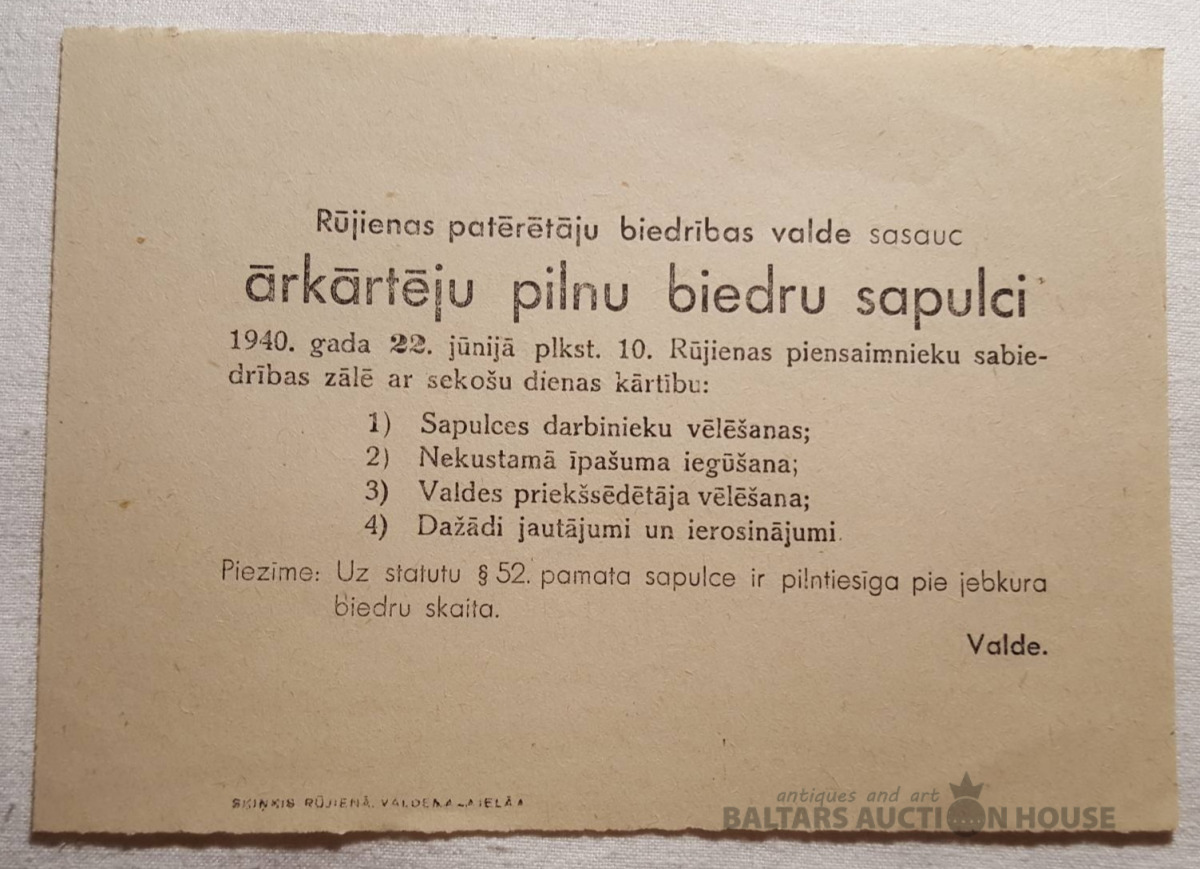 Rūjienas patērētāju biedrības valde sasauc
ārkārtēju pilnu biedru sapulci
1940. gada 22. jūnijā plkst. 10. Rūjienas piensaimnieku sabie-
drības zālē ar sekošu dienas kārtību:
1) Sapulces darbinieku vēlēšanas;
2) Nekustamā īpašuma iegūšana;
3) Valdes priekšsēdētāja vēlēšana;
4) Dažādi jautājumi un ierosinājumi.
Piezīme: Uz statutu § 52. pamata sapulce ir pilntiesīga pie jebkura
biedru skaita.
Valde.
RŪJIENĀ,
antiques and art
BALTARS AUCTION HOUSE